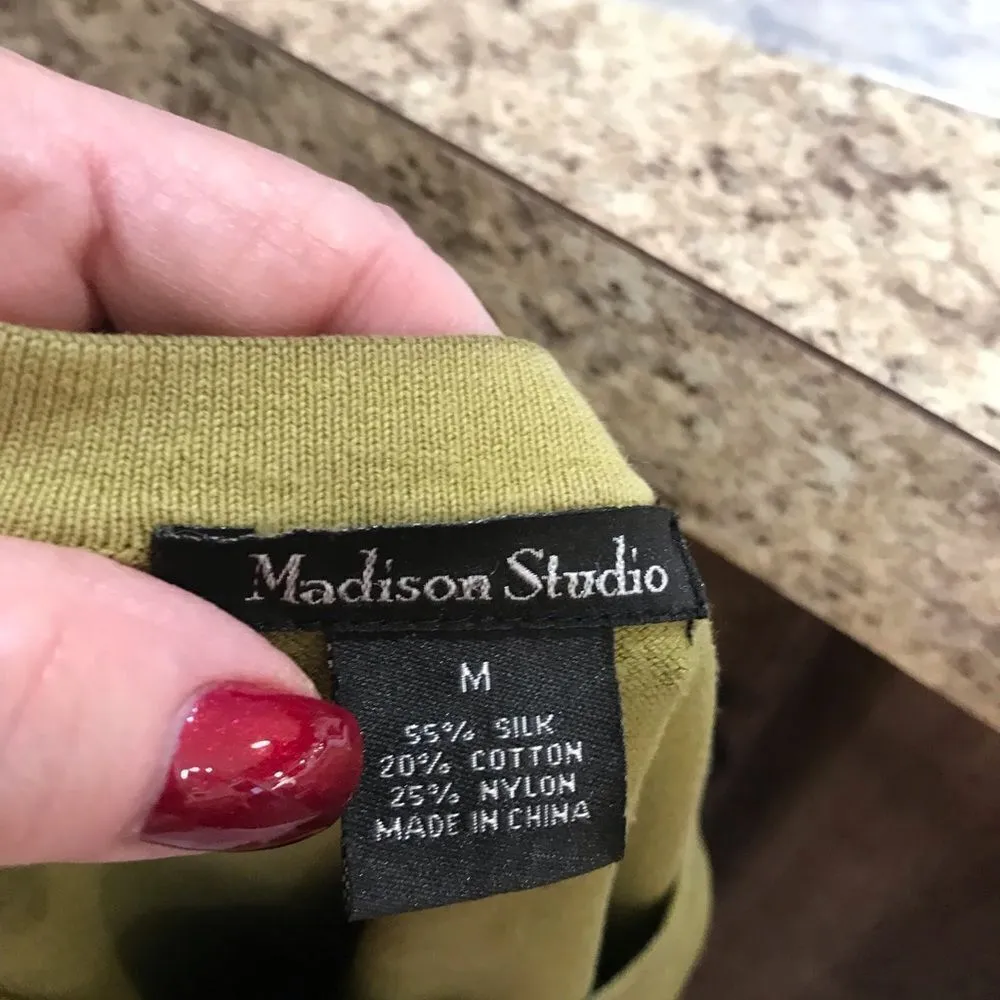 Madison Studio
M
55% SILK
20% COTTON
25% NYLON
MADE IN CHINA